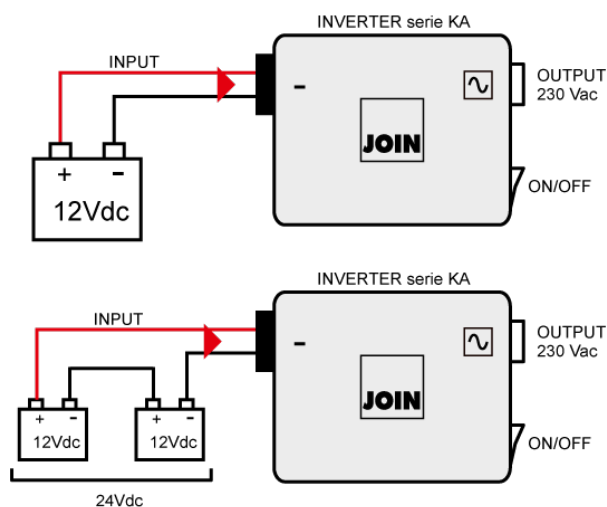 INVERTER serie KA
INPUT
OUTPUT
230 Vac
-
JOIN
+ -
12Vdc
ON/OFF
INVERTER serie KA
INPUT
OUTPUT
230 Vac
-
JOIN
+ - + -
12Vdc 12Vdc
ON/OFF
24Vdc